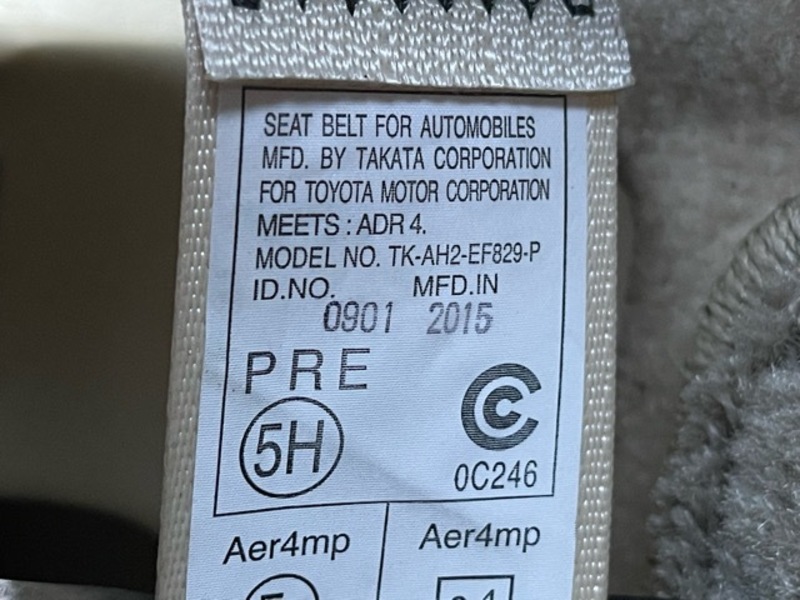 SEAT BELT FOR AUTOMOBILES
MFD. BY TAKATA CORPORATION
FOR TOYOTA MOTOR CORPORATION
MEETS : ADR 4.
MODEL NO. TK-AH2-EF829-P
ID.NO. MFD.IN
0901 2015
PRE
5H
0C246
Aer4mp Aer4mp